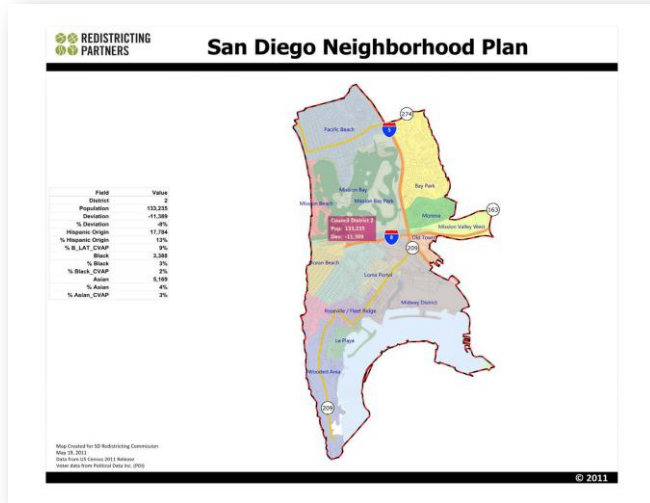 REDISTRICTING
PARTNERS
San Diego Neighborhood Plan
274
Pacific Beach
5
Mission Bay
Bay Park
Mission Beach
Mission Bay Park
163
Morena
Council District 2
Pop: 133,235
Dev: -11,389
Mission Valley West
8
Old Town
209
Ocean Beach
Loma Portal
Midway District
Roseville / Fleet Ridge
La Playa
Wooded Area
209
Field Value
District 2
Population 133,235
Deviation -11,389
% Deviation -8%
Hispanic Origin 17,784
% Hispanic Origin 13%
% B_LAT_CVAP 9%
Black 3,388
% Black 3%
% Black_CVAP 2%
Asian 5,169
% Asian 4%
% Asian_CVAP 3%
Map Created for SD Redistricting Commission
May 19, 2011
Data from US Census 2011 Release
Voter data from Political Data Inc. (PDI)
© 2011